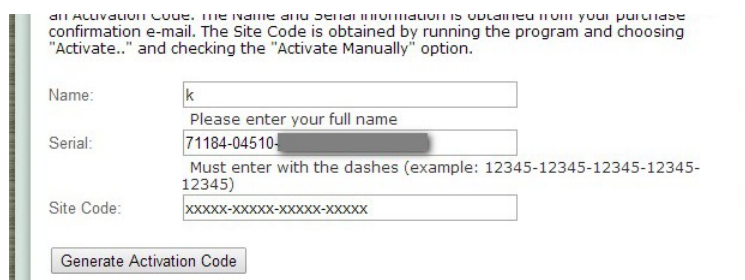 an Activation Code. The Name and Serial information is obtained from your purchase
confirmation e-mail. The Site Code is obtained by running the program and choosing
"Activate.." and checking the "Activate Manually" option.
Name: k
Please enter your full name
Serial: 71184-04510-
Must enter with the dashes (example: 12345-12345-12345-12345-
12345)
Site Code: xxxxx-xxxxx-xxxxx-xxxxx
Generate Activation Code